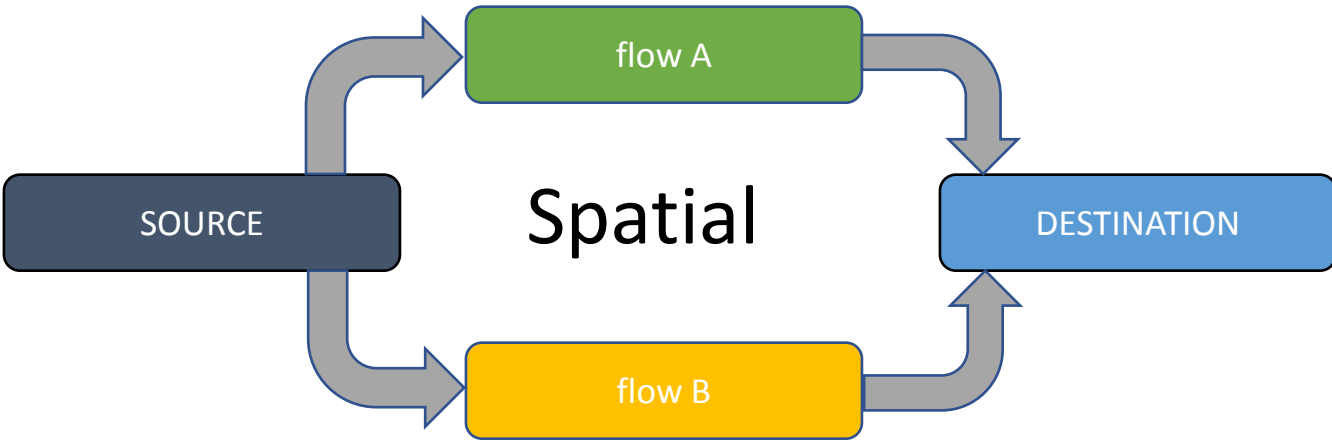 flow A
SOURCE
Spatial
DESTINATION
flow B